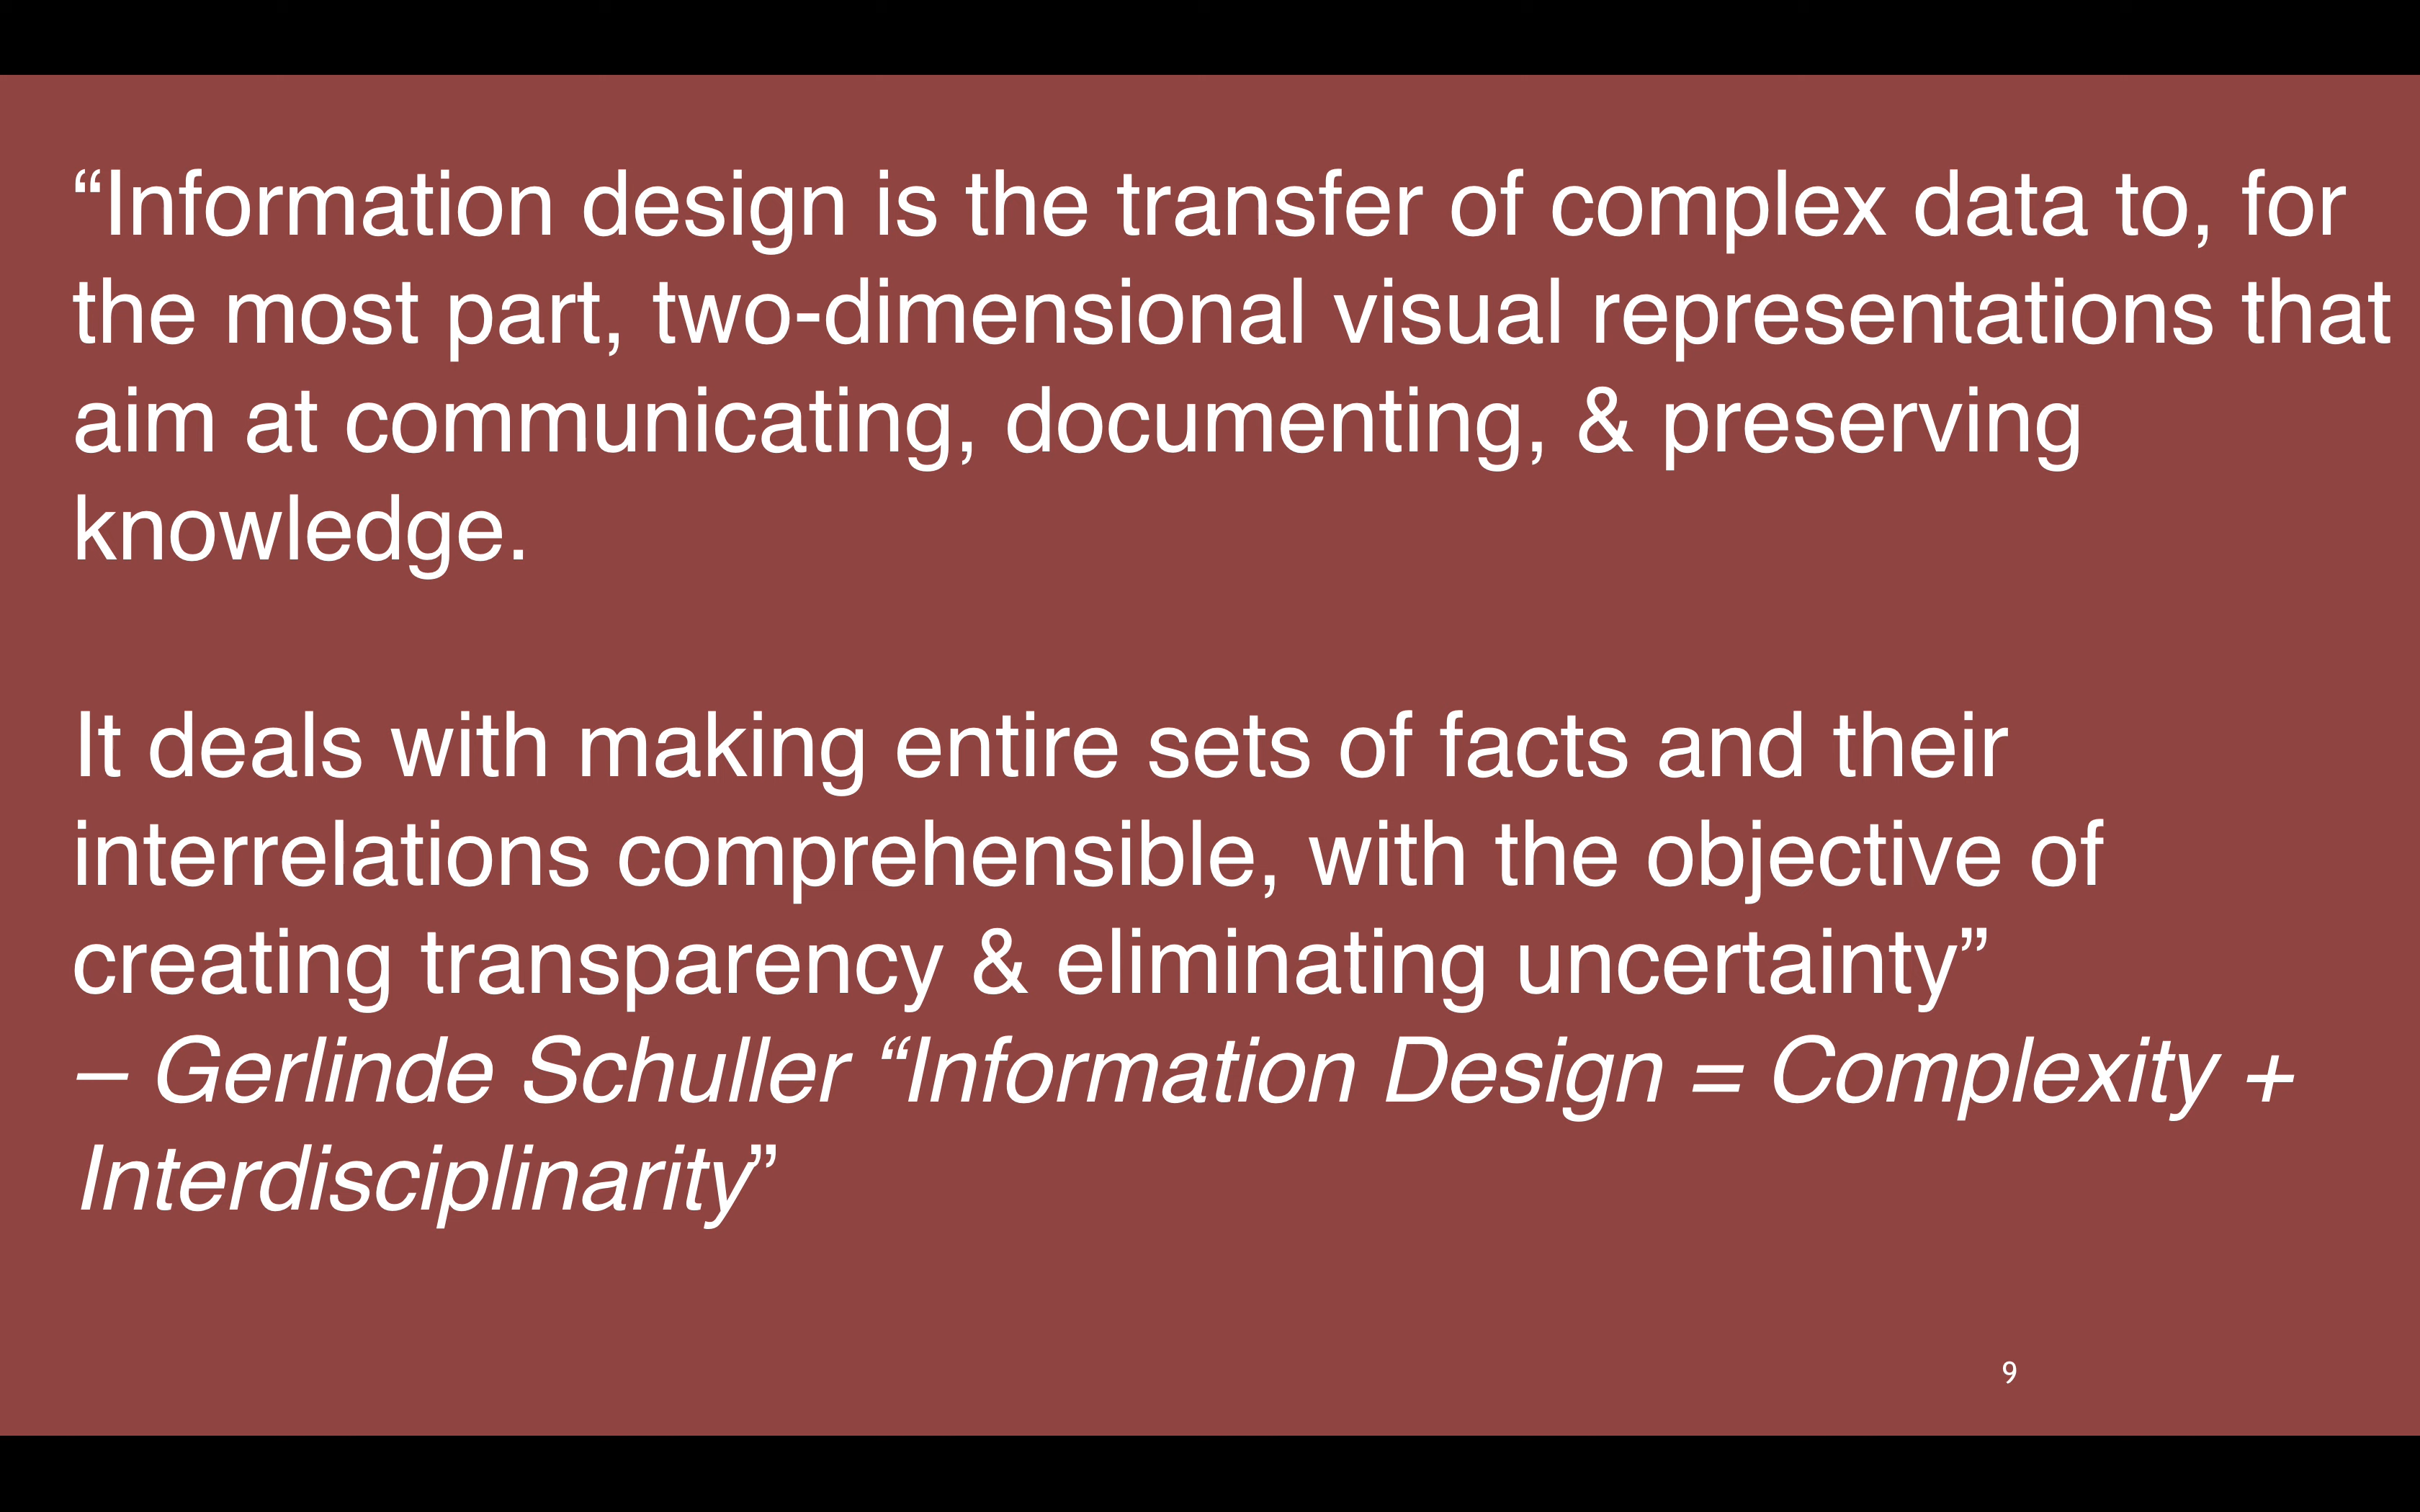 “Information design is the transfer of complex data to, for
the most part, two-dimensional visual representations that
aim at communicating, documenting, & preserving
knowledge.
It deals with making entire sets of facts and their
interrelations comprehensible, with the objective of
creating transparency & eliminating uncertainty”
– Gerlinde Schuller “Information Design = Complexity +
Interdisciplinarity”
9